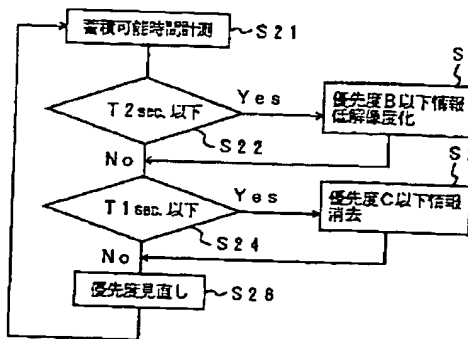 蓄積可能時間計測
S21
T2sec.以下
Yes
S
優先度B以下情報
低解像度化
S22
No
S
T1sec.以下
Yes
優先度C以下情報
消去
S24
No
優先度見直し
S26